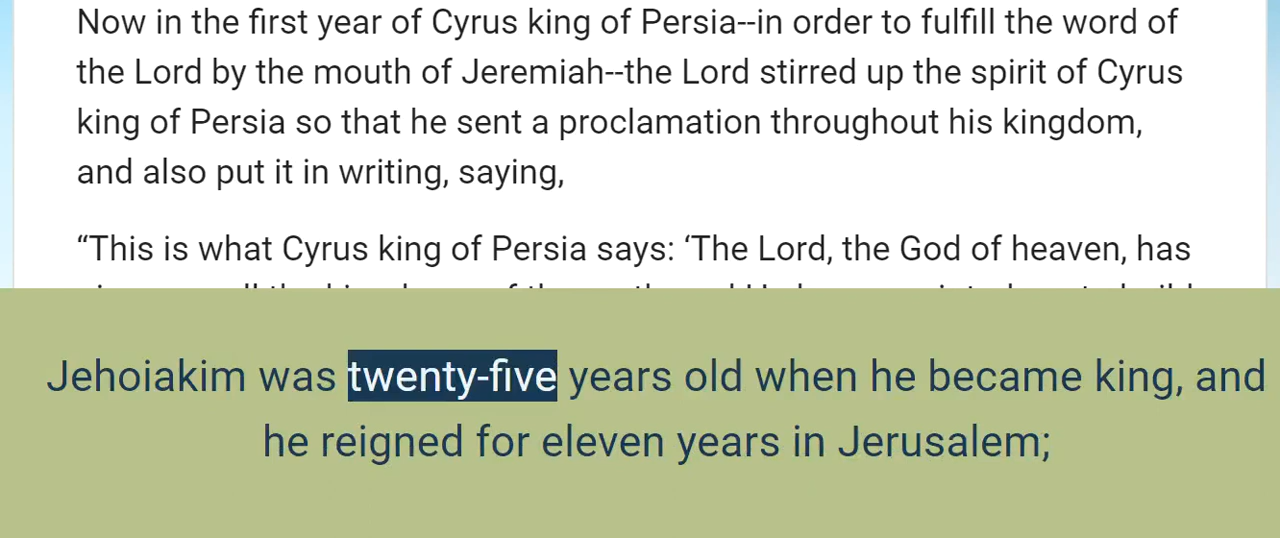 Now in the first year of Cyrus king of Persia--in order to fulfill the word of
the Lord by the mouth of Jeremiah--the Lord stirred up the spirit of Cyrus
king of Persia so that he sent a proclamation throughout his kingdom,
and also put it in writing, saying,
“This is what Cyrus king of Persia says: ‘The Lord, the God of heaven, has
Jehoiakim was twenty-five years old when he became king, and
he reigned for eleven years in Jerusalem;